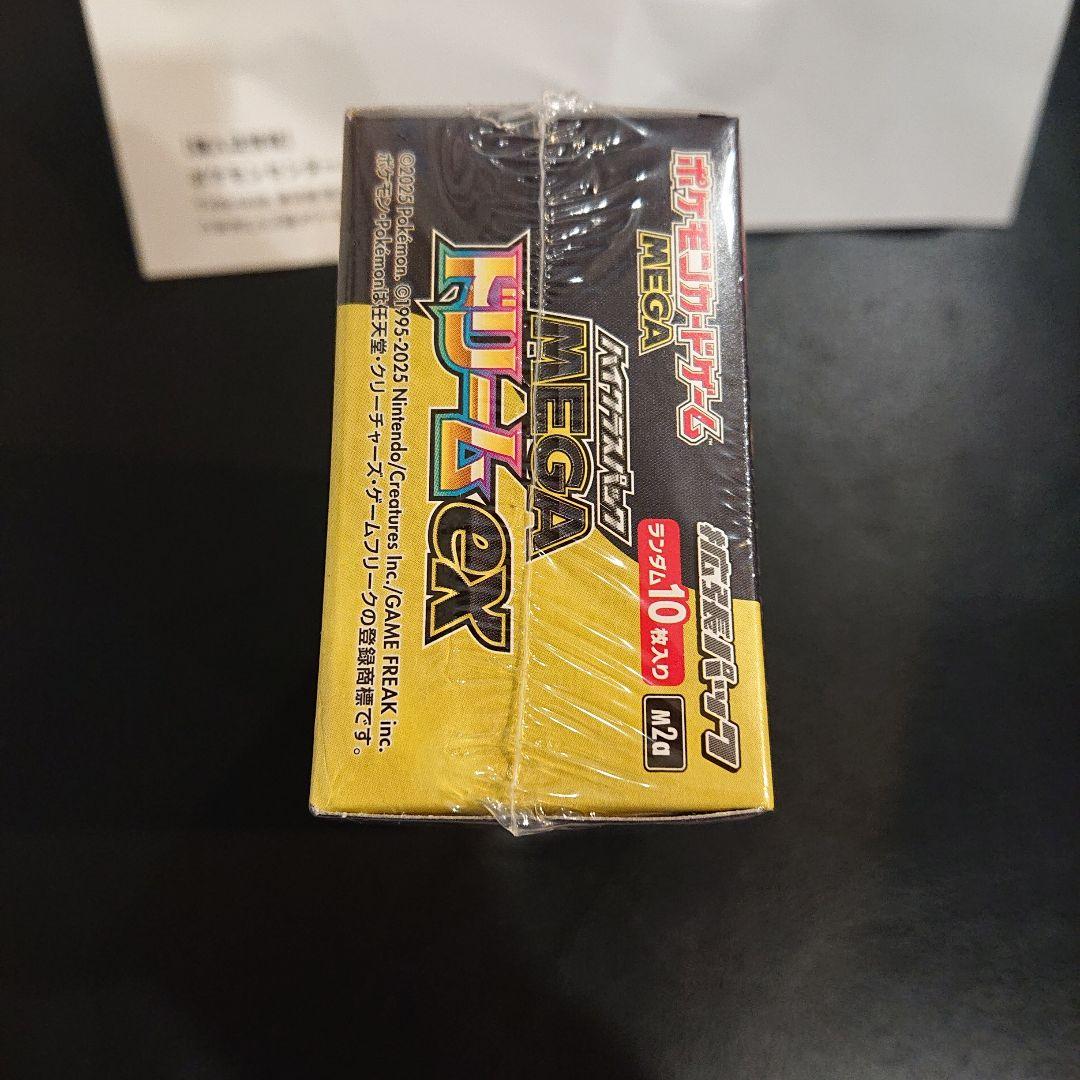 ポケモンカードゲーム™
MEGA
拡張パック
ハイクラスパック
MEGA
ドリームex
ランダム10枚入り
M2a
©2025 Pokémon. ©1995-2025 Nintendo/Creatures Inc./GAME FREAK inc.
ポケモン・Pokémonは任天堂・クリーチャーズ・ゲームフリークの登録商標です。